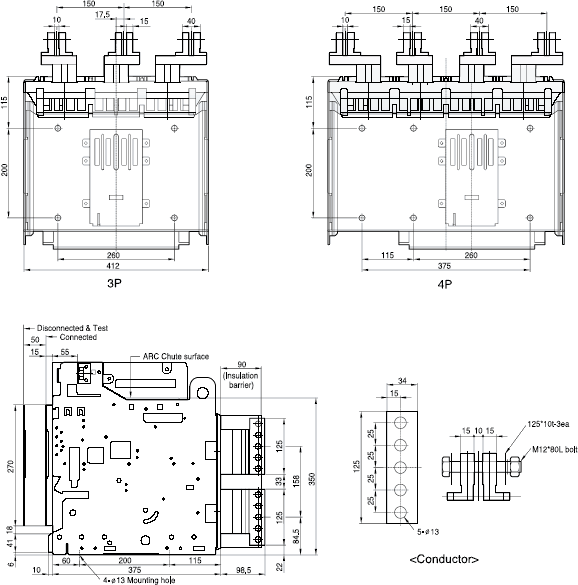 150 150
17,5
10 15 40
115
200
260
412
3P
150 150 150
10 15 40
115
200
115 260
375
4P
Disconnected & Test
50 Connected
15 55 ARC Chute surface
90
(Insulation
barrier)
270
18
41
6
10
60 200 115
375
98,5
4-ø13 Mounting hole
125
33
125
158
84,5
22
350
34
15
25
25
25
25
125
5-ø13
15 10 15
125*10t-3ea
M12*80L bolt
<Conductor>